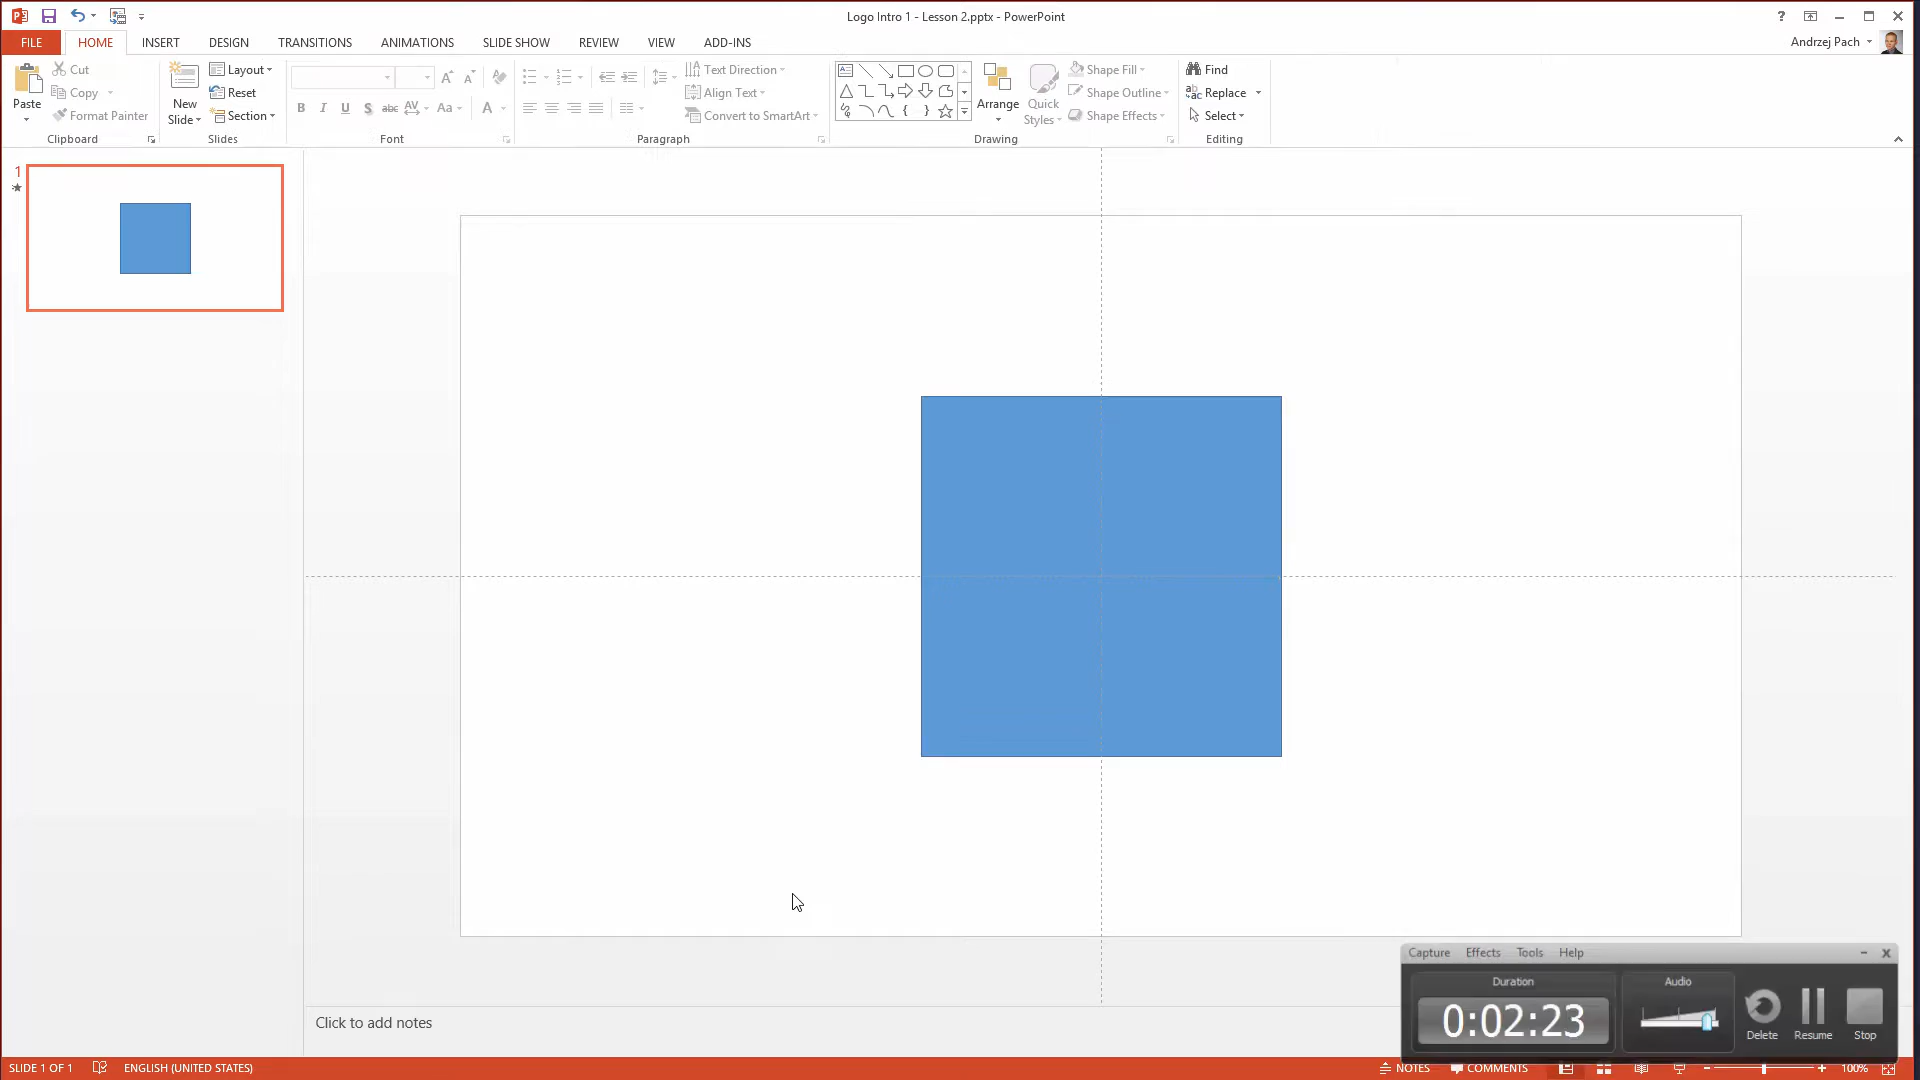 Logo Intro 1 - Lesson 2.pptx - PowerPoint
?
FILE HOME INSERT DESIGN TRANSITIONS ANIMATIONS SLIDE SHOW REVIEW VIEW ADD-INS
Andrzej Pach
Paste
Cut
Copy
Format Painter
Clipboard
New Slide
Layout
Reset
Section
Slides
B I U S abc AV Aa A
Font
Text Direction
Align Text
Convert to SmartArt
Paragraph
Arrange
Quick Styles
Shape Fill
Shape Outline
Shape Effects
Drawing
Find
Replace
Select
Editing
1
Capture Effects Tools Help
Duration
0:02:23
Audio
Delete Resume Stop
Click to add notes
SLIDE 1 OF 1 ENGLISH (UNITED STATES) NOTES COMMENTS 100%